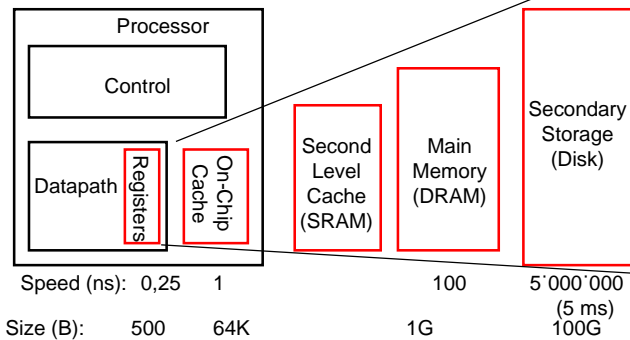 Processor
Control
Datapath
Registers
On-Chip
Cache
Second
Level
Cache
(SRAM)
Main
Memory
(DRAM)
Secondary
Storage
(Disk)
Speed (ns): 0,25 1 100 5˙000˙000
(5 ms)
Size (B): 500 64K 1G 100G